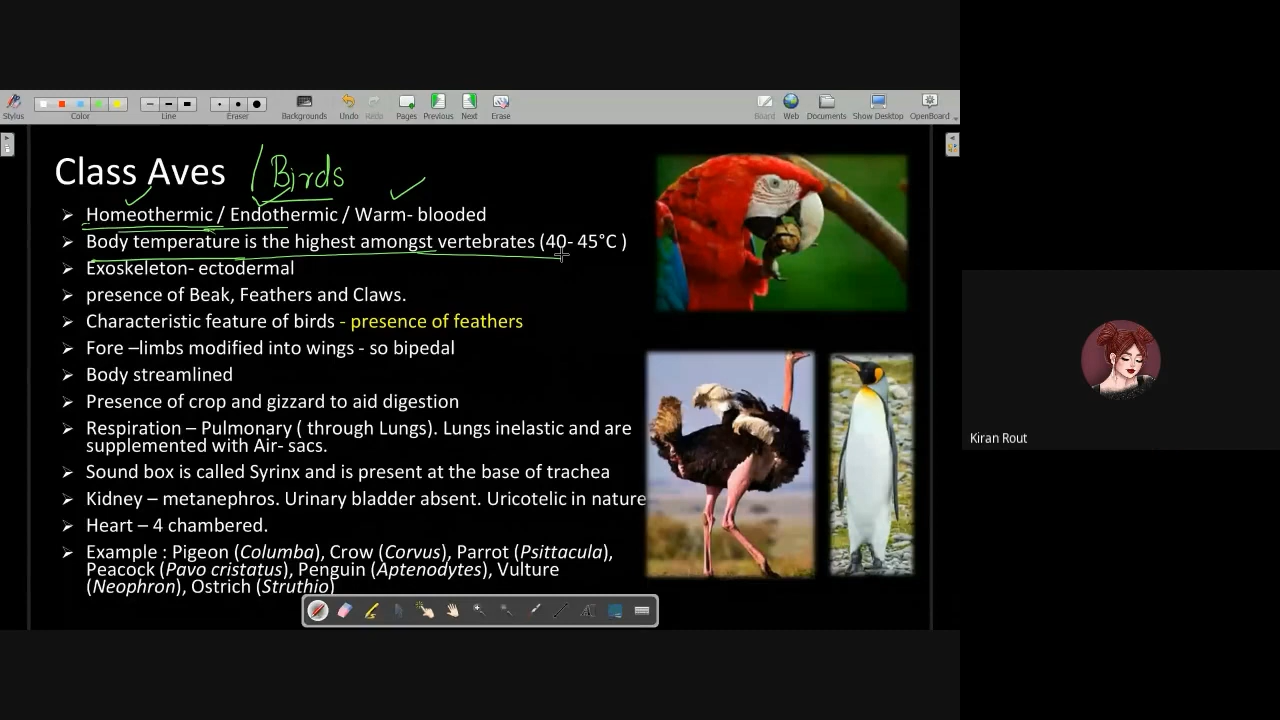 Stylus
Color
Line
Eraser
Backgrounds
Undo
Redo
Pages
Previous
Next
Erase
Board
Web
Documents
Show Desktop
OpenBoard
Class Aves / Birds
➢ Homeothermic / Endothermic / Warm- blooded
➢ Body temperature is the highest amongst vertebrates (40- 45°C )
➢ Exoskeleton- ectodermal
➢ presence of Beak, Feathers and Claws.
➢ Characteristic feature of birds - presence of feathers
➢ Fore –limbs modified into wings - so bipedal
➢ Body streamlined
➢ Presence of crop and gizzard to aid digestion
➢ Respiration – Pulmonary ( through Lungs). Lungs inelastic and are
supplemented with Air- sacs.
➢ Sound box is called Syrinx and is present at the base of trachea
➢ Kidney – metanephros. Urinary bladder absent. Uricotelic in nature
➢ Heart – 4 chambered.
➢ Example : Pigeon (Columba), Crow (Corvus), Parrot (Psittacula),
Peacock (Pavo cristatus), Penguin (Aptenodytes), Vulture
(Neophron), Ostrich (Struthio)
Kiran Rout